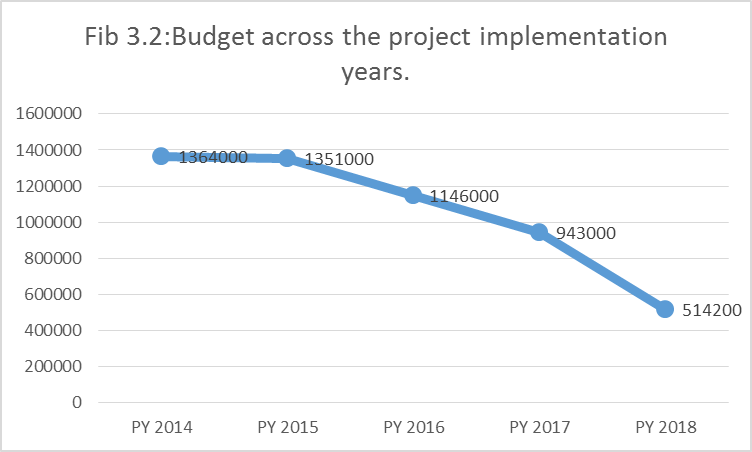 Fib 3.2:Budget across the project implementation
years.
1600000
1400000
1200000
1000000
800000
600000
400000
200000
0
1364000
1351000
1146000
943000
514200
PY 2014
PY 2015
PY 2016
PY 2017
PY 2018